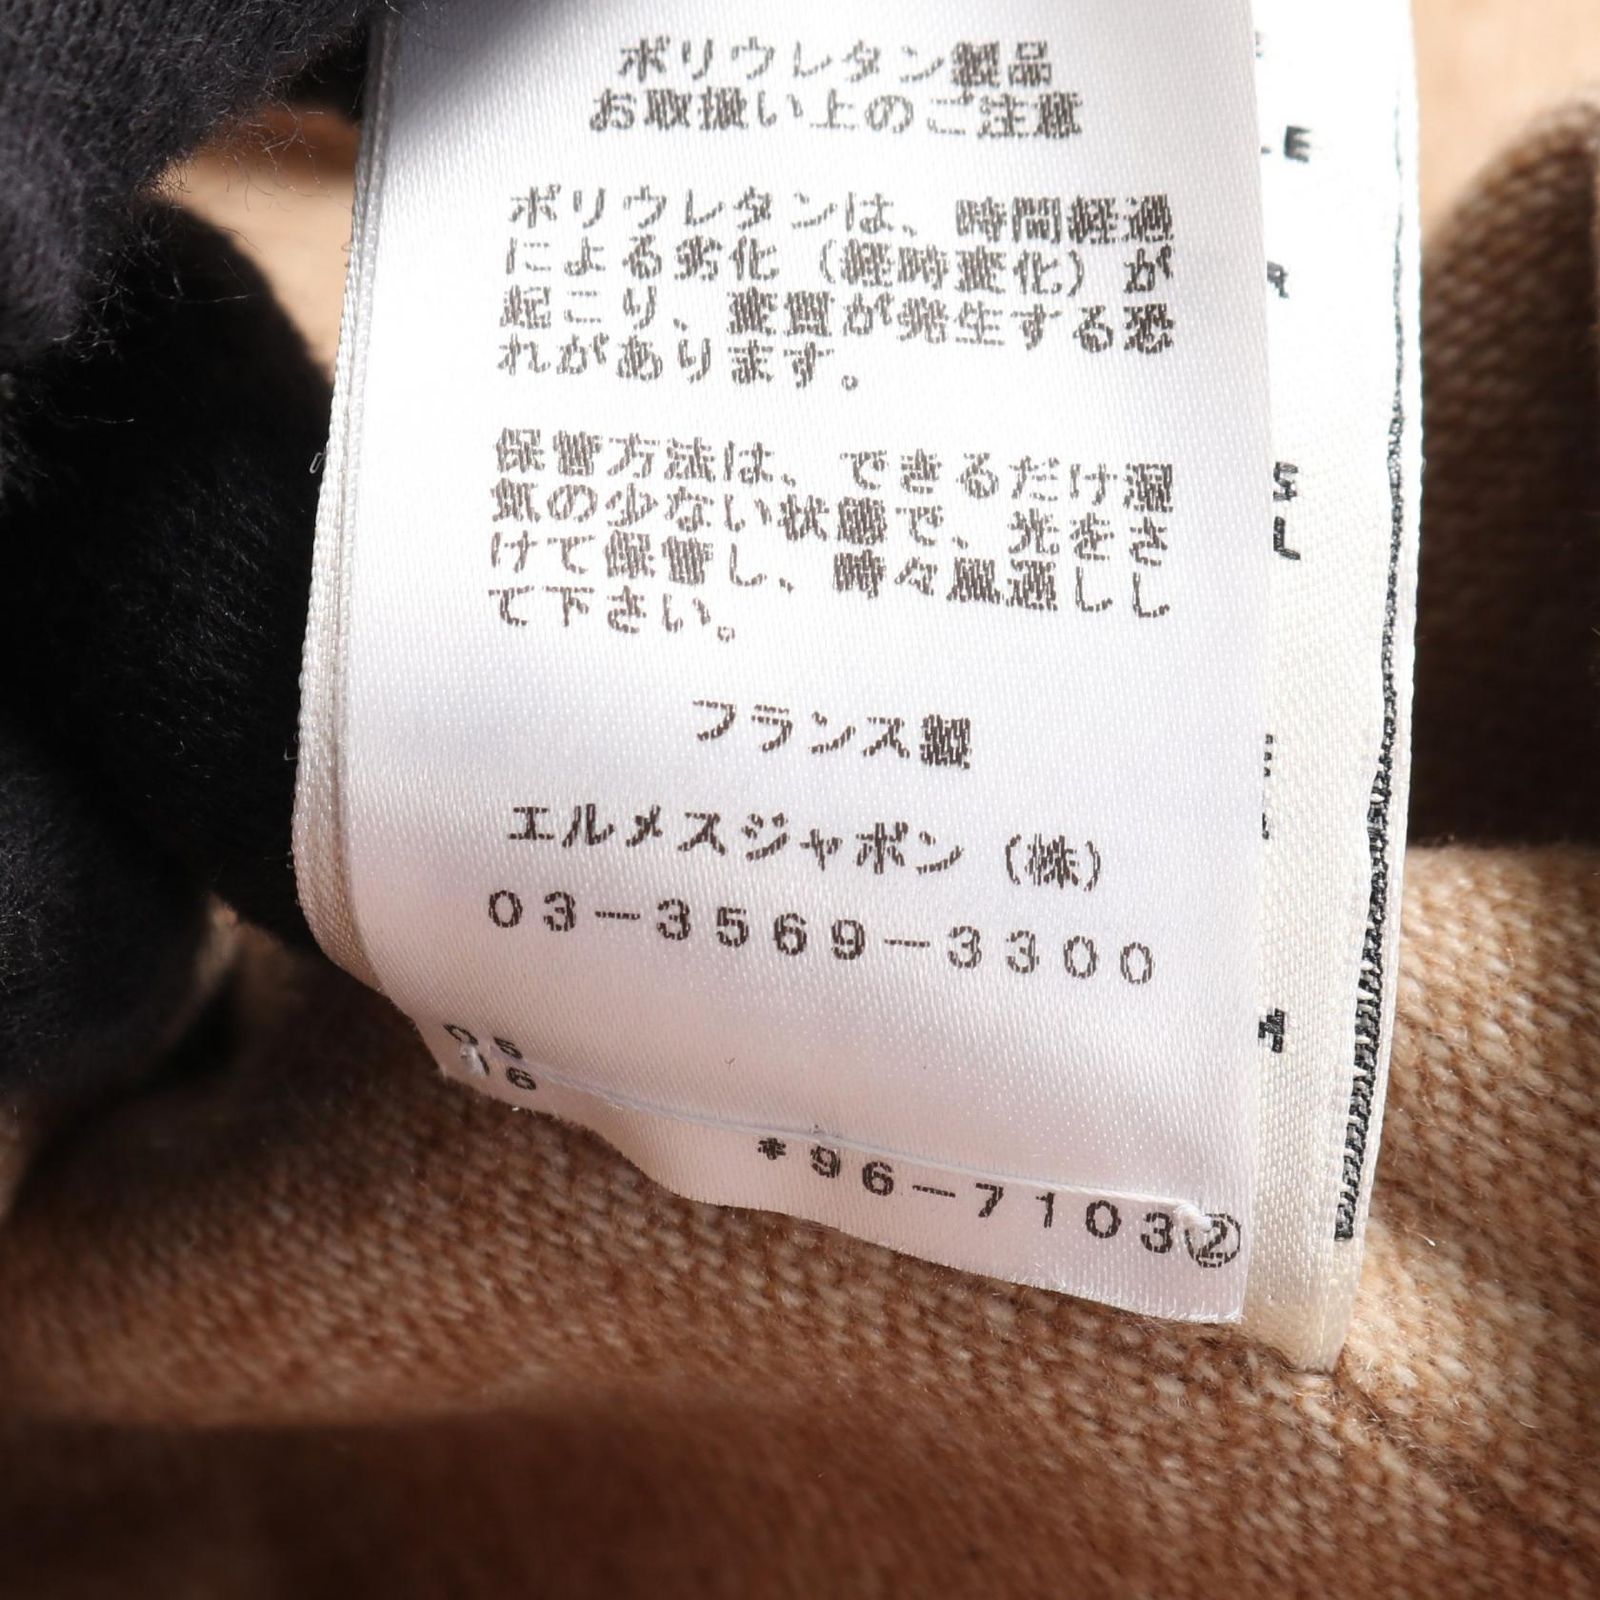 ポリウレタン製品
お取扱い上のご注意
ポリウレタンは、時間経過
による劣化（経時変化）が
起こり、変質が発生する恐
れがあります。
保管方法は、できるだけ湿
気の少ない状態で、光をさ
けて保管し、時々風通しし
て下さい。
フランス製
エルメスジャポン（株）
03-3569-3300
05
16
*96-7103②